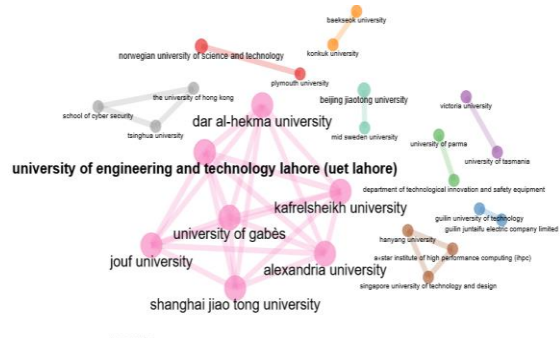 baekseok university
norwegian university of science and technology
konkuk university
plymouth university
the university of hong kong
beijing jiaotong university
victoria university
school of cyber security
dar al-hekma university
tsinghua university
mid sweden university
university of parma
university of tasmania
university of engineering and technology lahore (uet lahore)
department of technological innovation and safety equipment
kafrelsheikh university
guilin university of technology
guilin juntaifu electric company limited
university of gabès
hanyang university
jouf university
a*star institute of high performance computing (ihpc)
alexandria university
singapore university of technology and design
shanghai jiao tong university